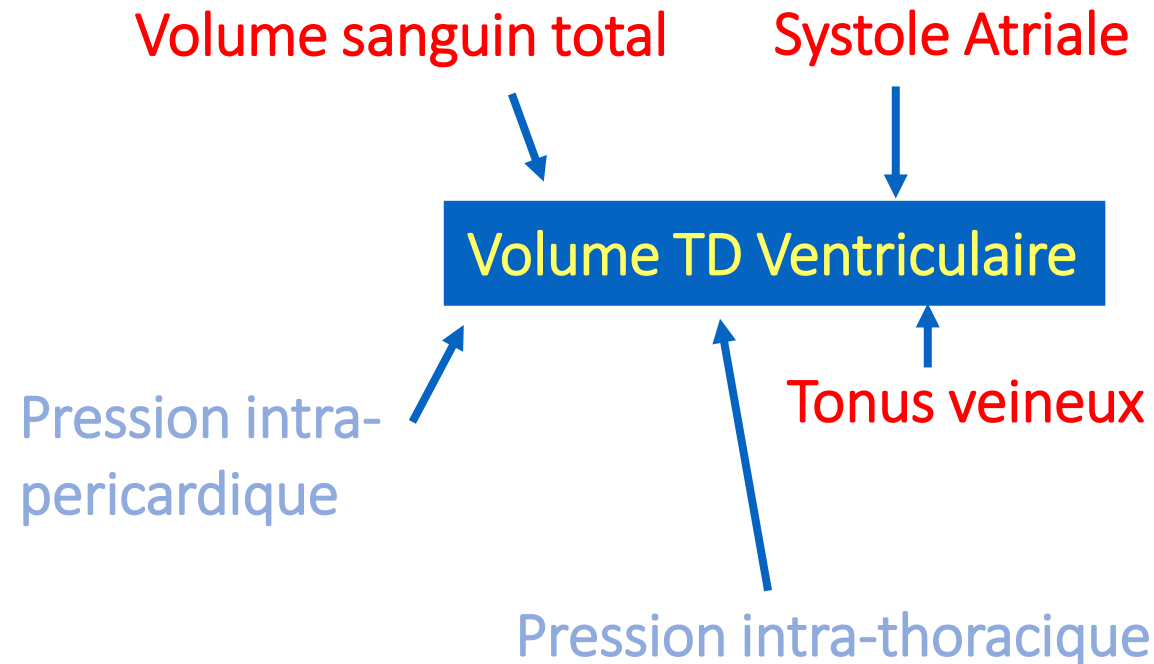 Volume sanguin total
Systole Atriale
Volume TD Ventriculaire
Tonus veineux
Pression intra-
pericardique
Pression intra-thoracique